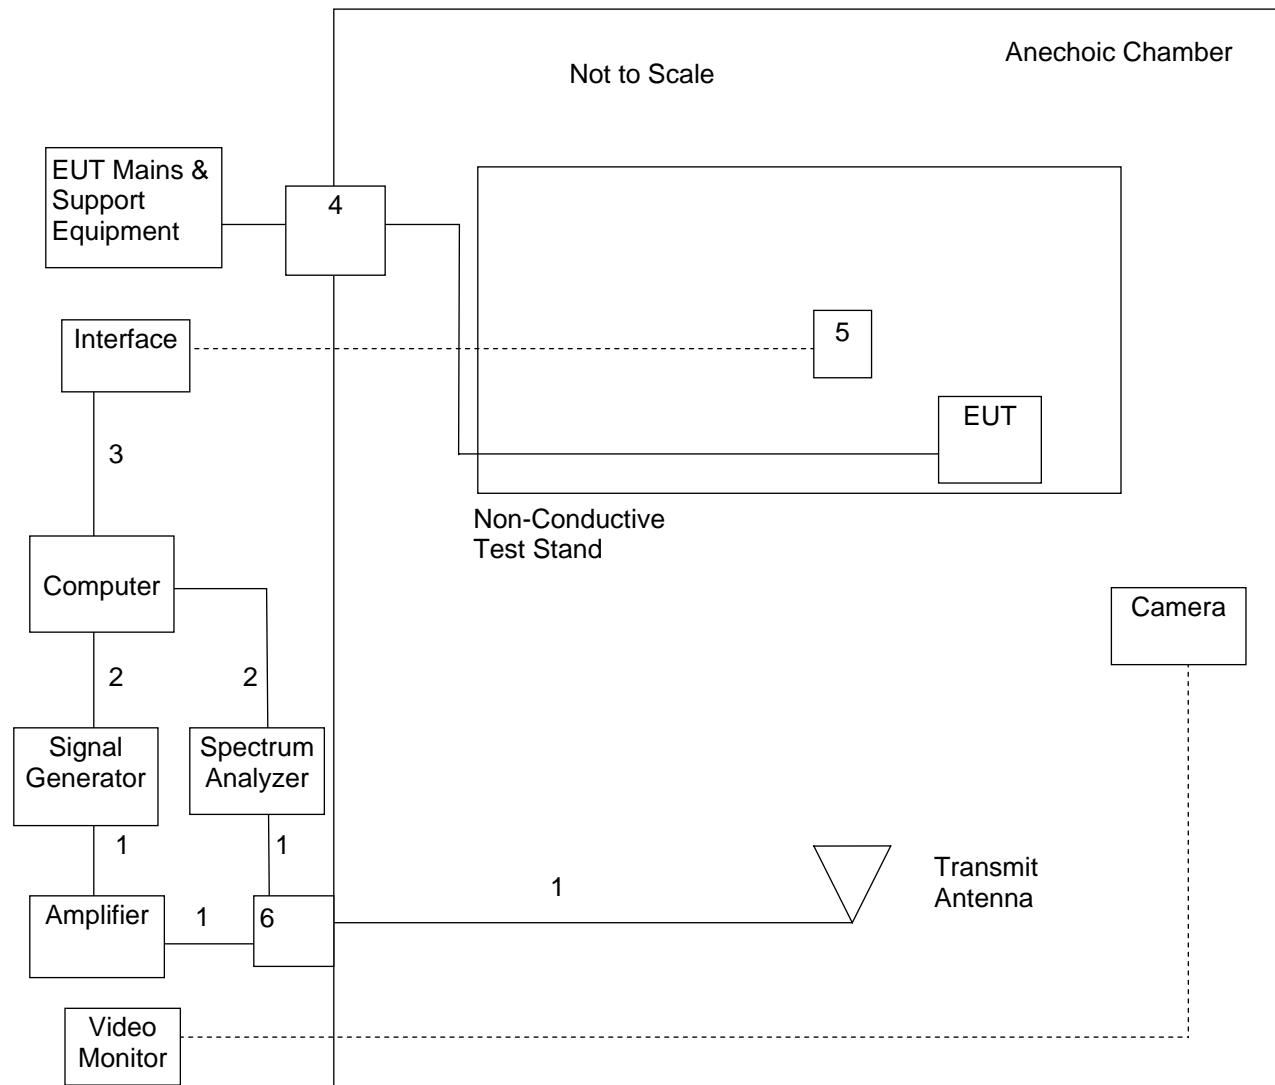 Anechoic Chamber
Not to Scale
EUT Mains &
Support
Equipment
4
Interface
5
EUT
3
Non-Conductive
Test Stand
Computer
Camera
2
2
Signal
Generator
Spectrum
Analyzer
1
1
1
Transmit
Antenna
Amplifier
1
6
Video
Monitor